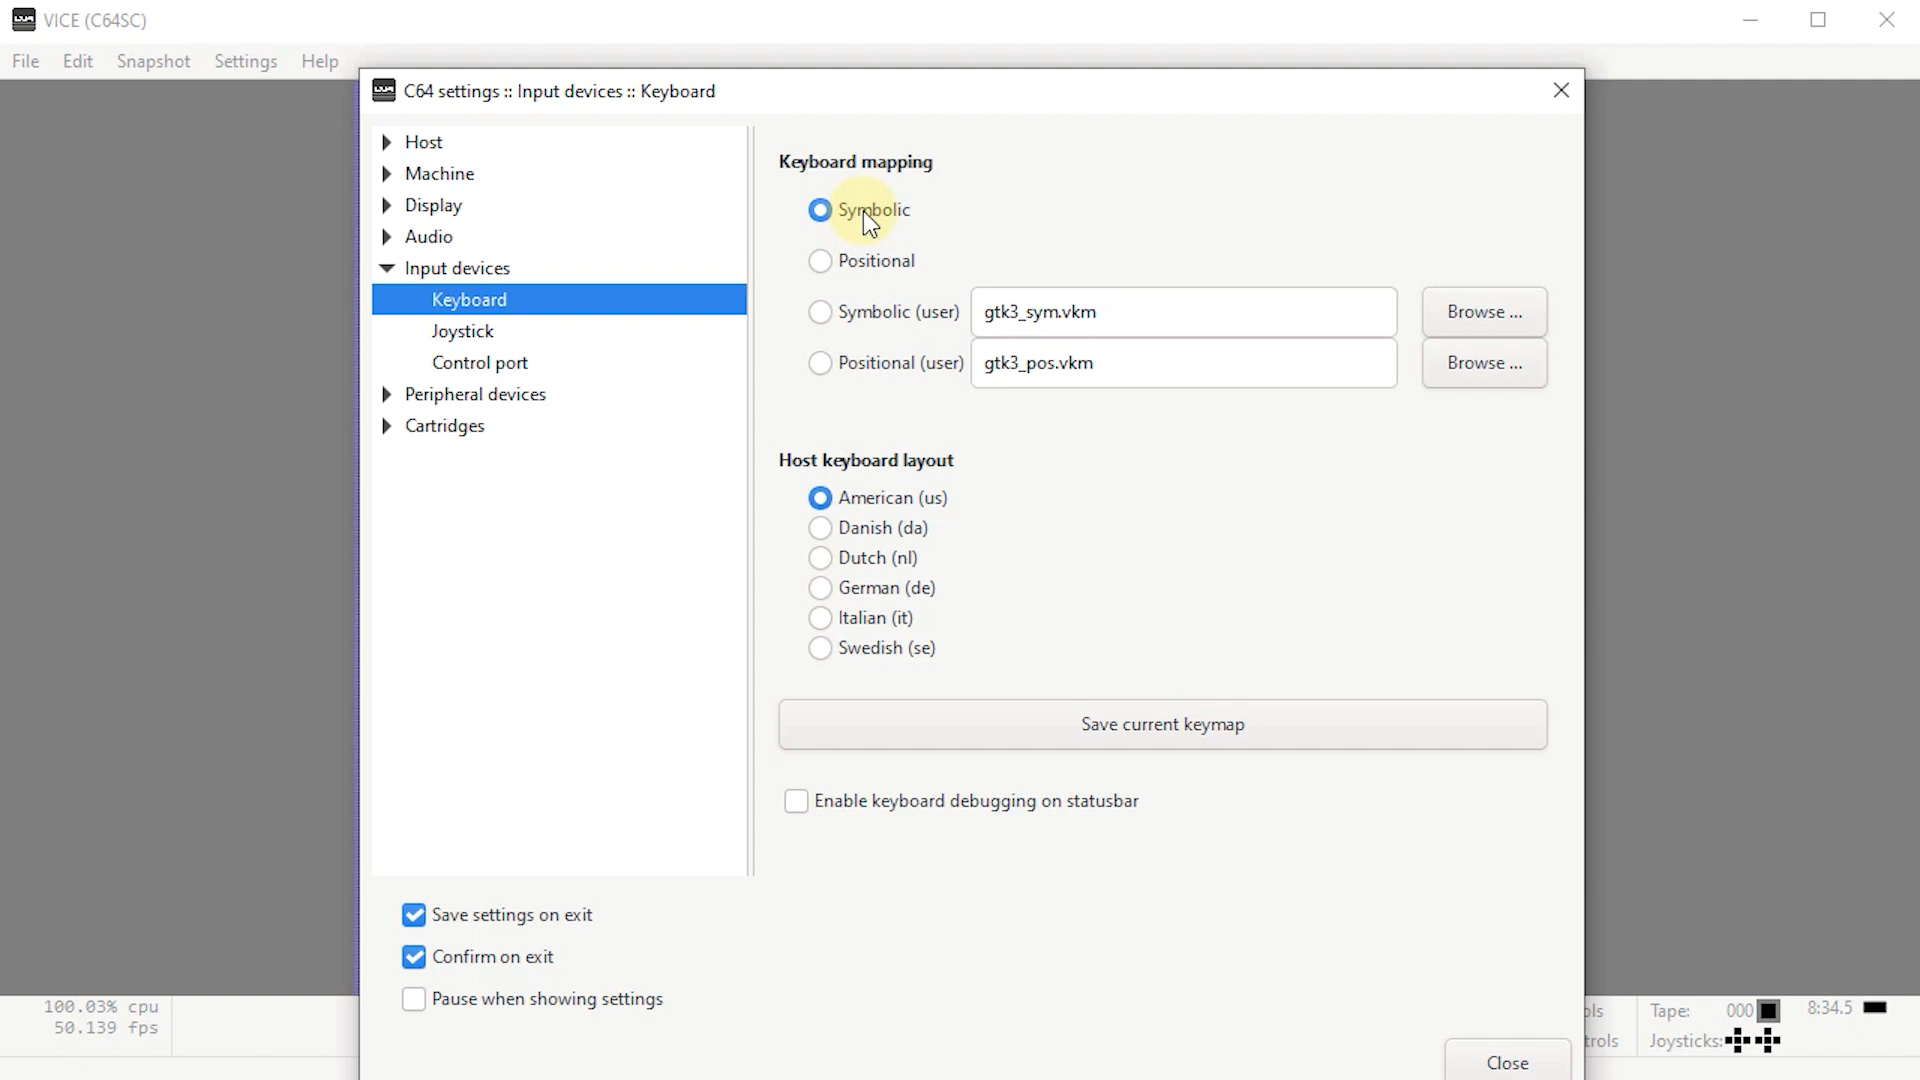 VICE (C64SC)
File Edit Snapshot Settings Help
C64 settings :: Input devices :: Keyboard
Host
Machine
Display
Audio
Input devices
Keyboard
Joystick
Control port
Peripheral devices
Cartridges
Keyboard mapping
Symbolic
Positional
Symbolic (user) gtk3_sym.vkm Browse ...
Positional (user) gtk3_pos.vkm Browse ...
Host keyboard layout
American (us)
Danish (da)
Dutch (nl)
German (de)
Italian (it)
Swedish (se)
Save current keymap
Enable keyboard debugging on statusbar
Save settings on exit
Confirm on exit
Pause when showing settings
Close
100.03% cpu
50.139 fps
Tape: 000 8:34.5
Joysticks: